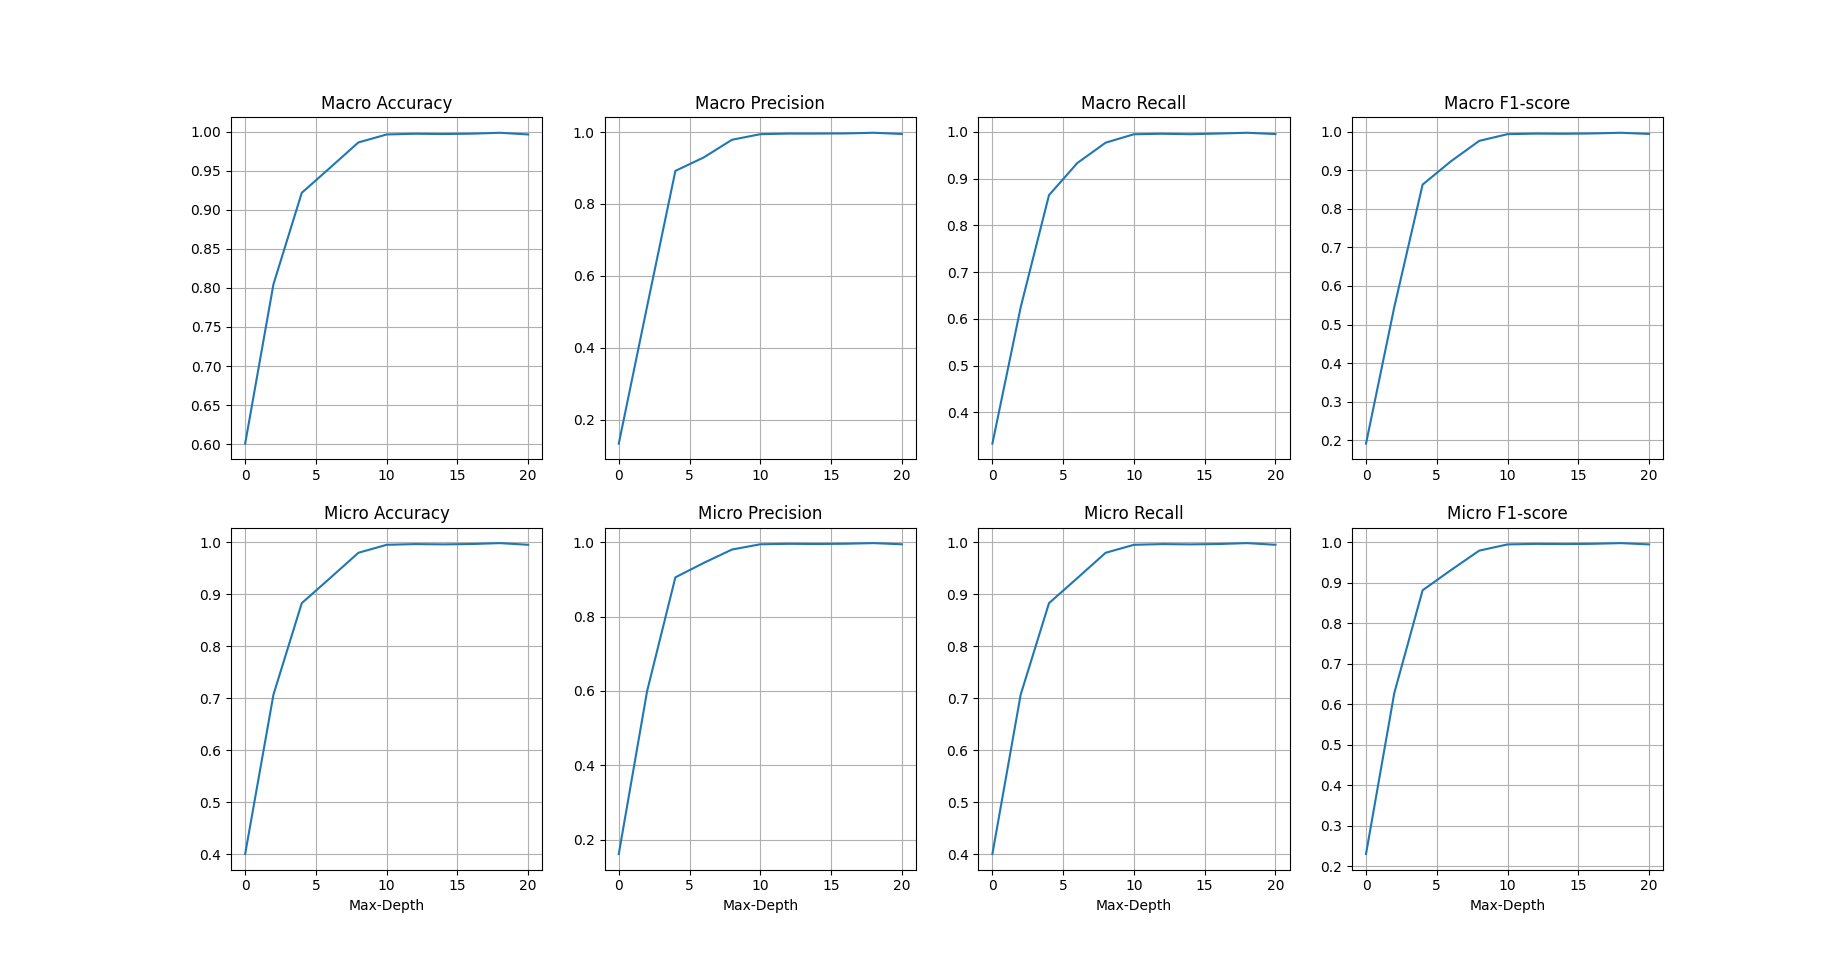 Macro Accuracy Macro Precision Macro Recall Macro F1-score
1.00 1.0 1.0 1.0
0.95 0.8 0.9 0.9
0.90 0.6 0.8 0.8
0.85 0.4 0.7 0.7
0.80 0.2 0.6 0.6
0.75 0.5 0.5
0.70 0.4 0.4
0.65 0.3
0.60 0.2
0 5 10 15 20 0 5 10 15 20 0 5 10 15 20 0 5 10 15 20
Micro Accuracy Micro Precision Micro Recall Micro F1-score
1.0 1.0 1.0 1.0
0.9 0.8 0.9 0.9
0.8 0.6 0.8 0.8
0.7 0.4 0.7 0.7
0.6 0.2 0.6 0.6
0.5 0.5 0.5
0.4 0.4 0.4
0.3
0.2
0 5 10 15 20 0 5 10 15 20 0 5 10 15 20 0 5 10 15 20
Max-Depth Max-Depth Max-Depth Max-Depth